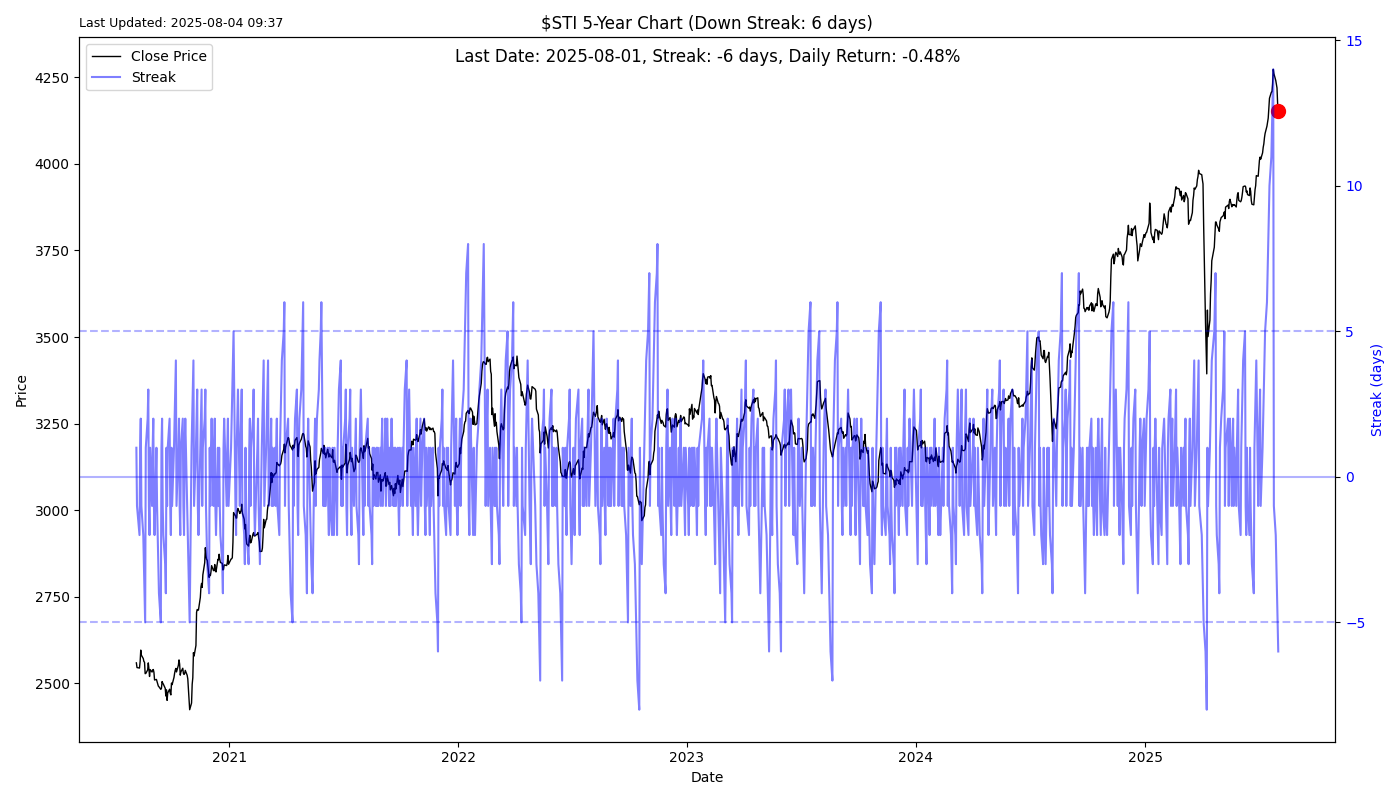 Last Updated: 2025-08-04 09:37
$STI 5-Year Chart (Down Streak: 6 days)
Last Date: 2025-08-01, Streak: -6 days, Daily Return: -0.48%
Close Price
Streak
4250
4000
3750
3500
3250
3000
2750
2500
Price
15
10
5
0
−5
Streak (days)
2021
2022
2023
2024
2025
Date